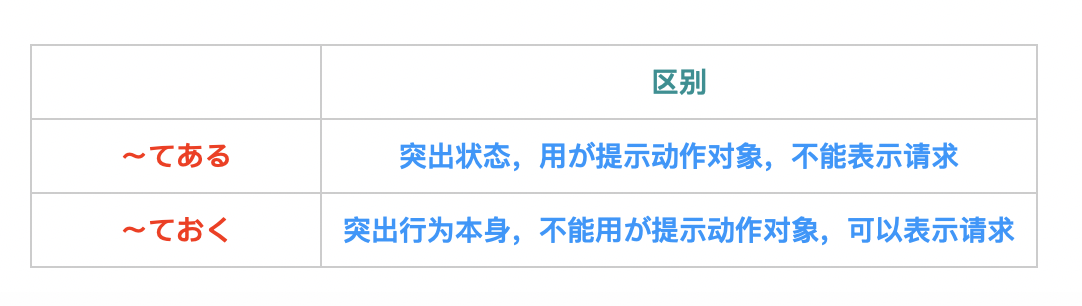 区别
～てある
突出状态，用が提示动作对象，不能表示请求
～ておく
突出行为本身，不能用が提示动作对象，可以表示请求